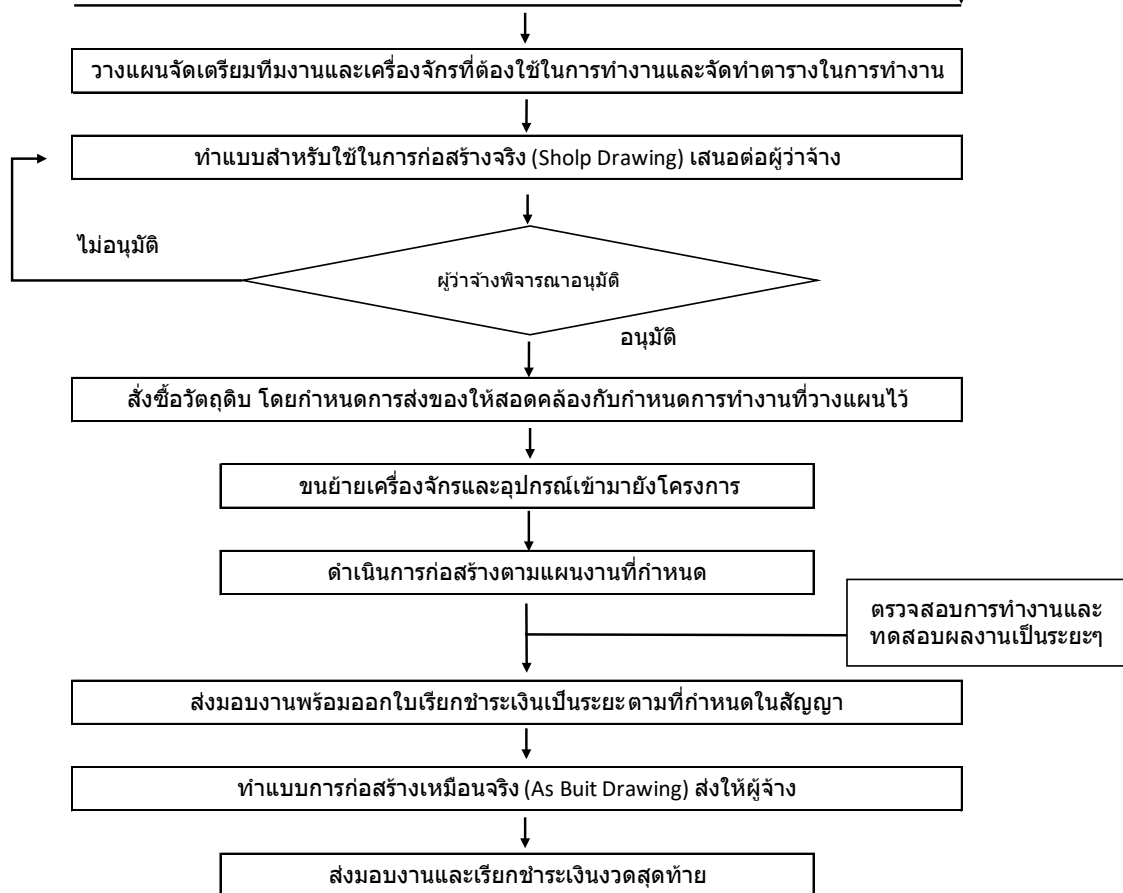 วางแผนจัดเตรียมทีมงานและเครื่องจักรที่ต้องใช้ในการทำงานและจัดทำตารางในการทำงาน
ทำแบบสำหรับใช้ในการก่อสร้างจริง (Sholp Drawing) เสนอต่อผู้ว่าจ้าง
ไม่อนุมัติ
ผู้ว่าจ้างพิจารณาอนุมัติ
อนุมัติ
สั่งซื้อวัตถุดิบ โดยกำหนดการส่งของให้สอดคล้องกับกำหนดการทำงานที่วางแผนไว้
ขนย้ายเครื่องจักรและอุปกรณ์เข้ามายังโครงการ
ดำเนินการก่อสร้างตามแผนงานที่กำหนด
ตรวจสอบการทำงานและ
ทดสอบผลงานเป็นระยะๆ
ส่งมอบงานพร้อมออกใบเรียกชำระเงินเป็นระยะตามที่กำหนดในสัญญา
ทำแบบการก่อสร้างเหมือนจริง (As Buit Drawing) ส่งให้ผู้จ้าง
ส่งมอบงานและเรียกชำระเงินงวดสุดท้าย